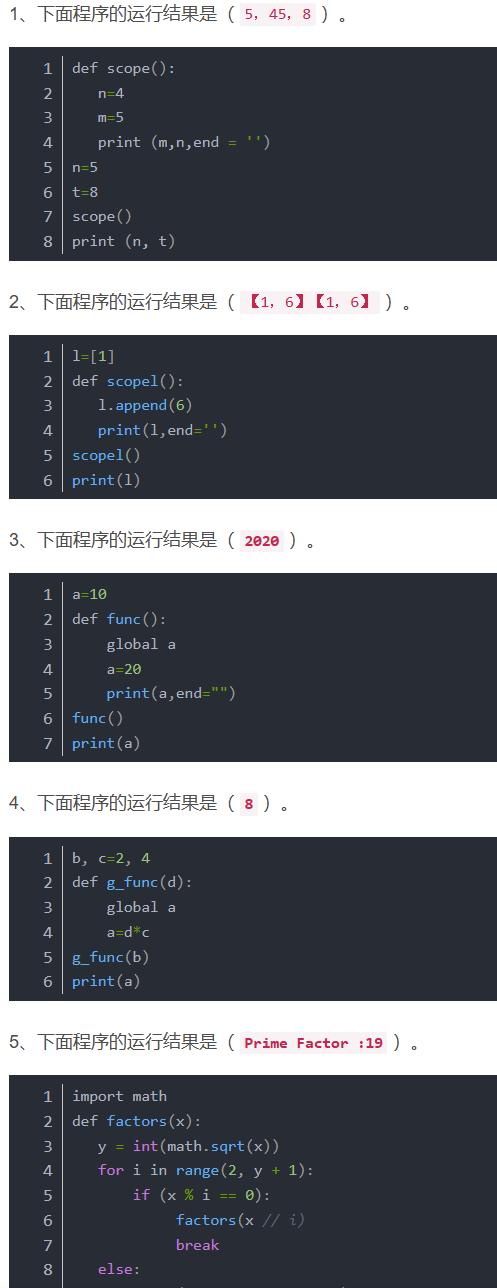 1、下面程序的运行结果是（ 5，45，8 ）。
1 def scope():
2    n=4
3    m=5
4    print (m,n,end = '')
5 n=5
6 t=8
7 scope()
8 print (n, t)
2、下面程序的运行结果是（ 【1，6】【1，6】 ）。
1 l=[1]
2 def scopel():
3    l.append(6)
4    print(l,end='')
5 scopel()
6 print(l)
3、下面程序的运行结果是（ 2020 ）。
1 a=10
2 def func():
3     global a
4     a=20
5     print(a,end="")
6 func()
7 print(a)
4、下面程序的运行结果是（ 8 ）。
1 b, c=2, 4
2 def g_func(d):
3     global a
4     a=d*c
5 g_func(b)
6 print(a)
5、下面程序的运行结果是（ Prime Factor :19 ）。
1 import math
2 def factors(x):
3    y = int(math.sqrt(x))
4    for i in range(2, y + 1):
5        if (x % i == 0):
6             factors(x // i)
7             break
8    else: